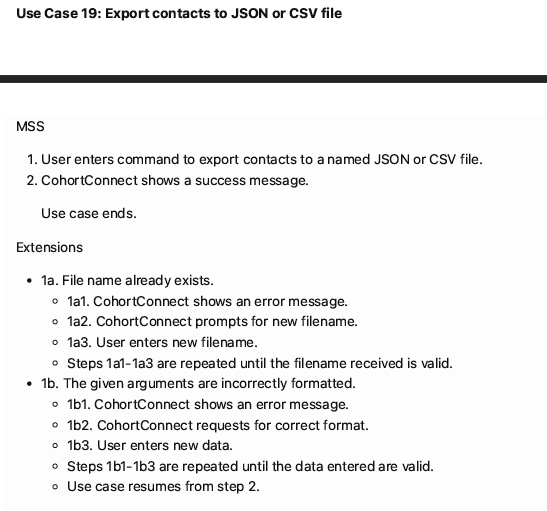 Use Case 19: Export contacts to JSON or CSV file
MSS
1. User enters command to export contacts to a named JSON or CSV file.
2. CohortConnect shows a success message.
Use case ends.
Extensions
• 1a. File name already exists.
◦ 1a1. CohortConnect shows an error message.
◦ 1a2. CohortConnect prompts for new filename.
◦ 1a3. User enters new filename.
◦ Steps 1a1-1a3 are repeated until the filename received is valid.
• 1b. The given arguments are incorrectly formatted.
◦ 1b1. CohortConnect shows an error message.
◦ 1b2. CohortConnect requests for correct format.
◦ 1b3. User enters new data.
◦ Steps 1b1-1b3 are repeated until the data entered are valid.
◦ Use case resumes from step 2.